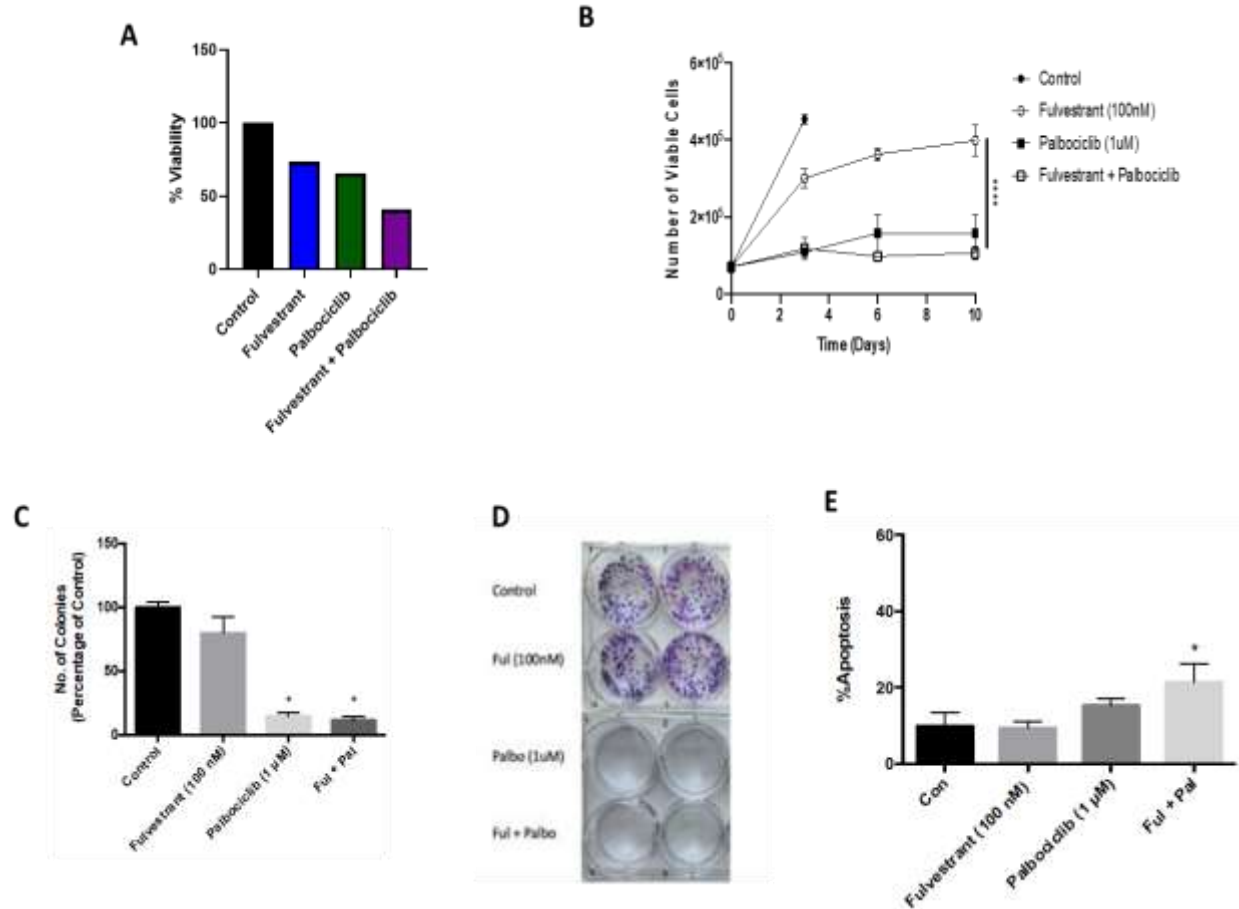 A
150
100
50
0
% Viability
Control
Fulvestrant
Palbociclib
Fulvestrant + Palbociclib
B
6×10⁵
4×10⁵
2×10⁵
0
Number of Viable Cells
0 2 4 6 8 10
Time (Days)
Control
Fulvestrant (100nM)
Palbociclib (1uM)
Fulvestrant + Palbociclib
****
C
150
100
50
0
No. of Colonies
(Percentage of Control)
* *
Control
Fulvestrant (100 nM)
Palbociclib (1 µM)
Ful + Pal
D
Control
Ful (100nM)
Palbo (1uM)
Ful + Palbo
E
60
40
20
0
%Apoptosis
*
Con
Fulvestrant (100 nM)
Palbociclib (1 µM)
Ful + Pal